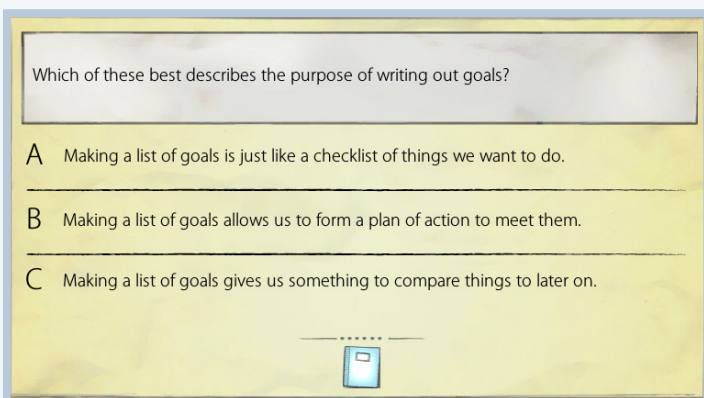 Which of these best describes the purpose of writing out goals?
A Making a list of goals is just like a checklist of things we want to do.
B Making a list of goals allows us to form a plan of action to meet them.
C Making a list of goals gives us something to compare things to later on.